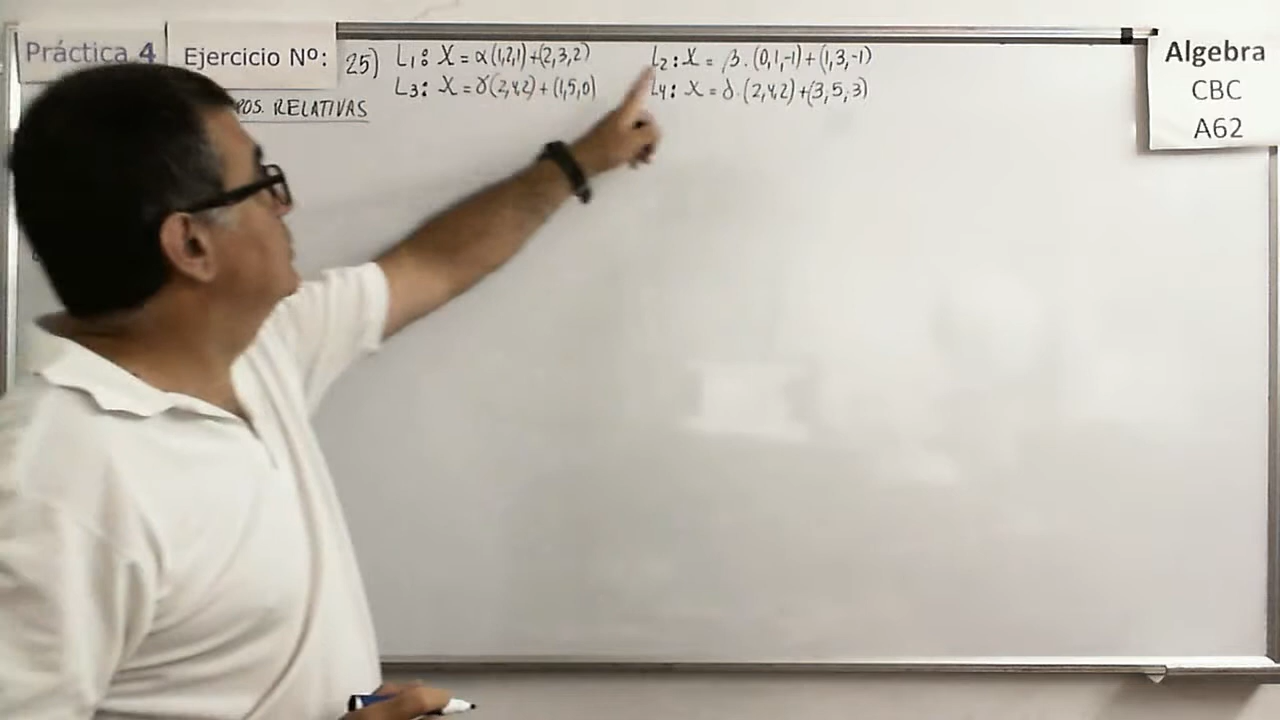 Práctica 4
Ejercicio Nº:
25) L1: X = α(1,2,1)+(2,3,2) L2: X = β.(0,1,-1)+(1,3,-1)
L3: X = γ(2,4,2)+(1,5,0) L4: X = δ.(2,4,2)+(3,5,3)
POS. RELATIVAS
Algebra
CBC
A62